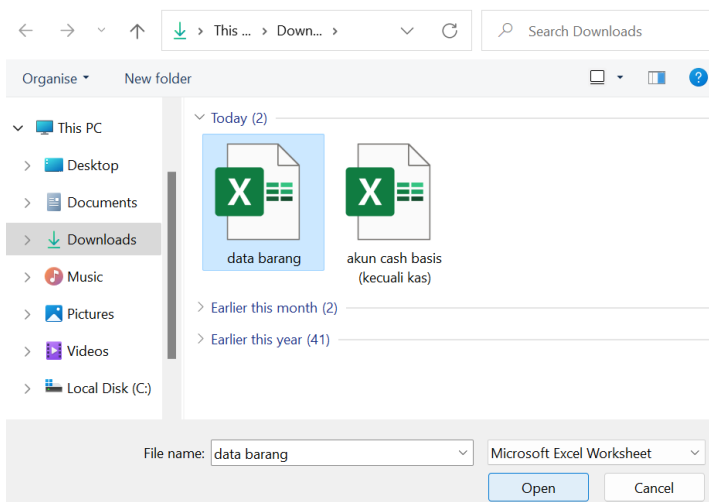 This ... Down...
Search Downloads
Organise New folder
?
This PC
Desktop
Documents
Downloads
Music
Pictures
Videos
Local Disk (C:)
Today (2)
X
X
data barang
akun cash basis
(kecuali kas)
Earlier this month (2)
Earlier this year (41)
File name: data barang
Microsoft Excel Worksheet
Open Cancel